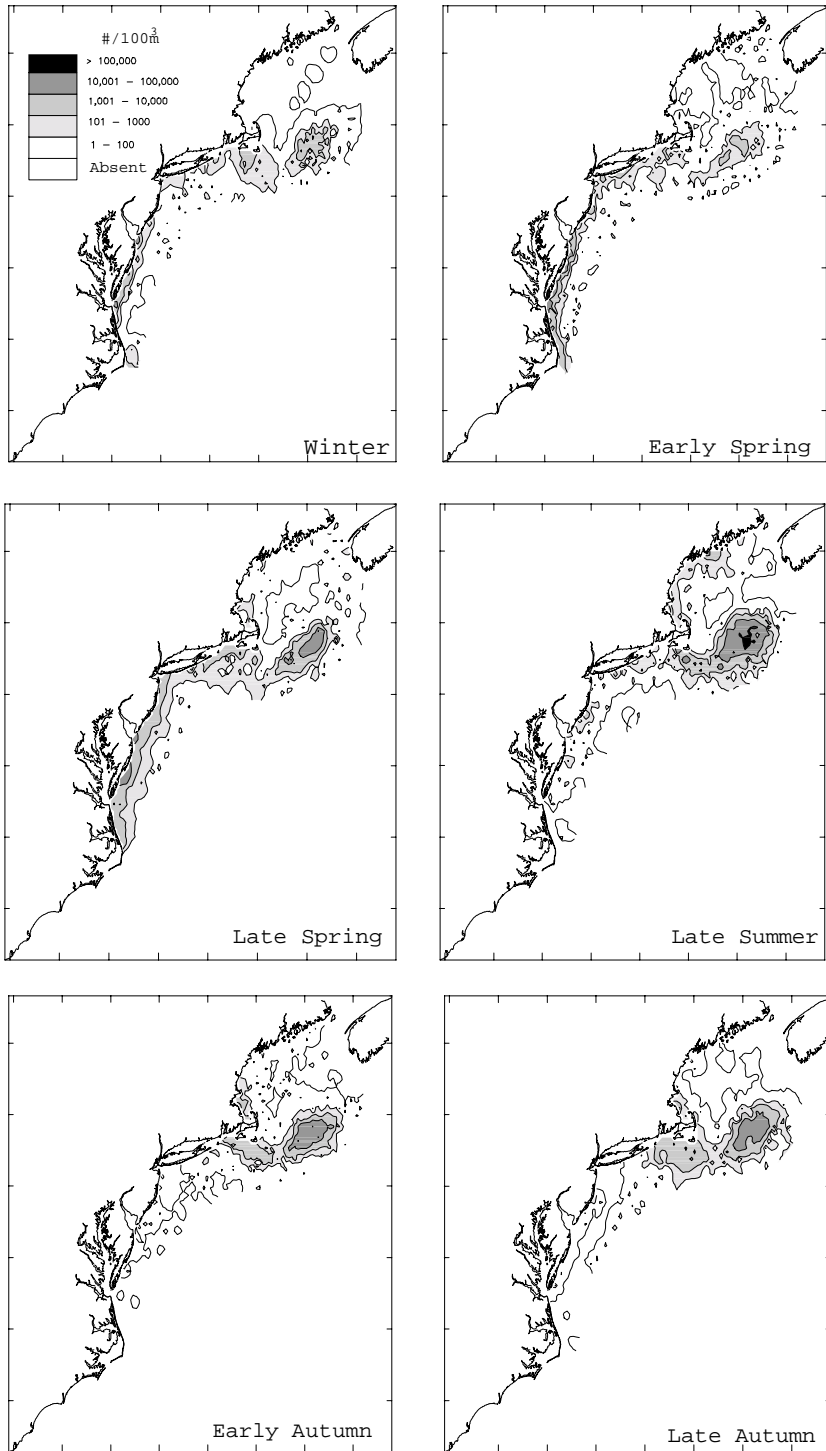 #/100m³
> 100,000
10,001 – 100,000
1,001 – 10,000
101 – 1000
1 – 100
Absent
Winter
Early Spring
Late Spring
Late Summer
Early Autumn
Late Autumn